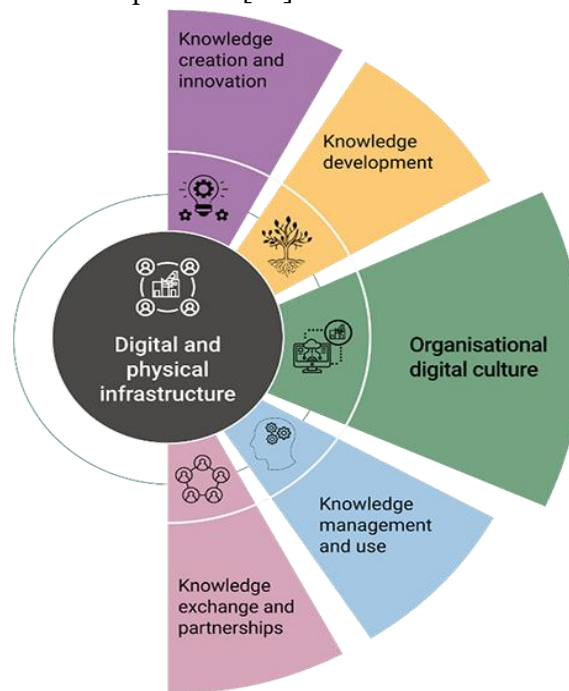 Knowledge
creation and
innovation
Knowledge
development
Digital and
physical
infrastructure
Organisational
digital culture
Knowledge
management
and use
Knowledge
exchange and
partnerships